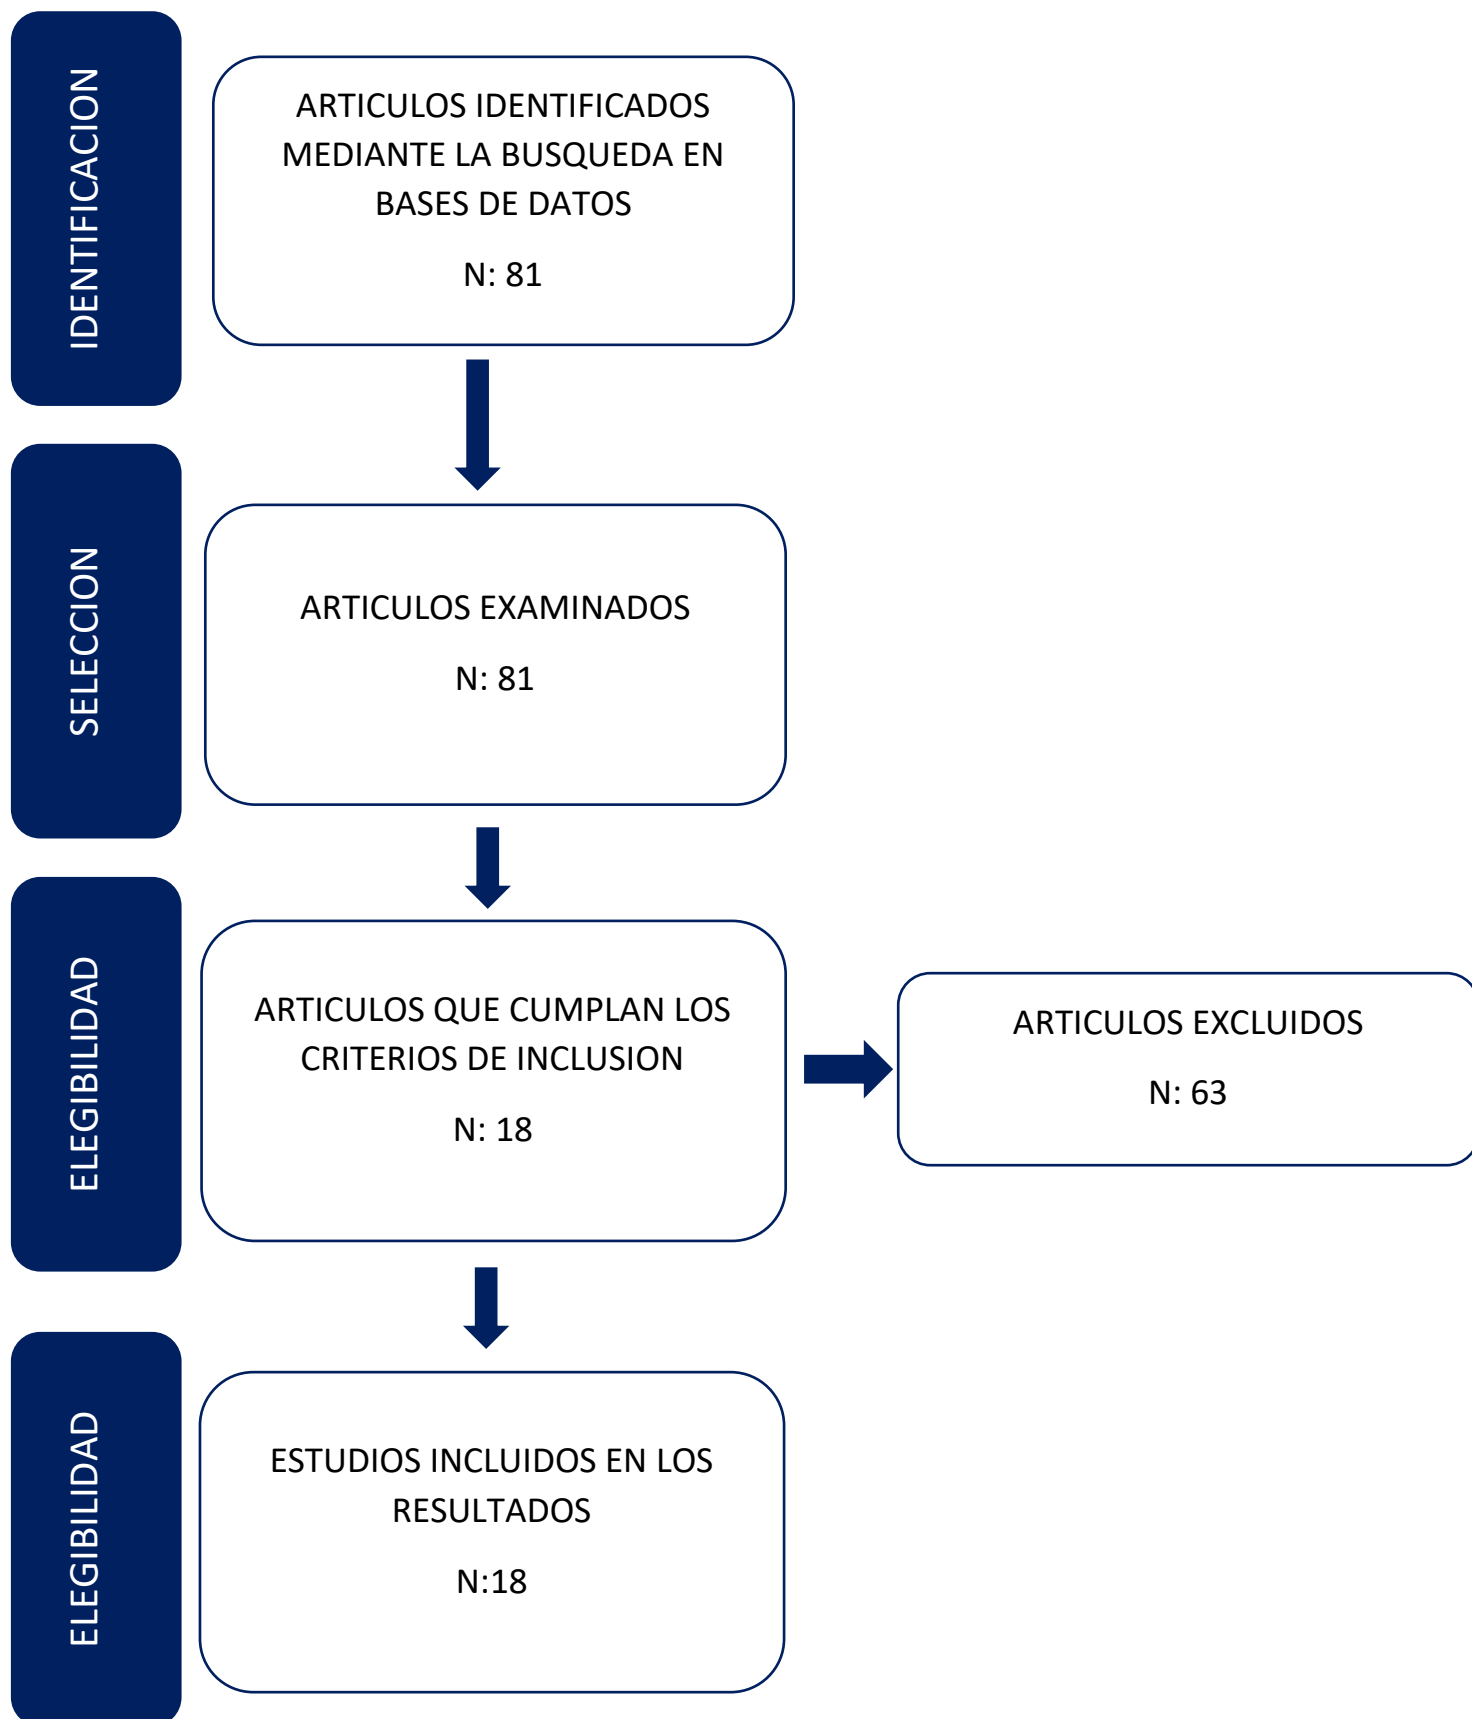 IDENTIFICACION
ARTICULOS IDENTIFICADOS
MEDIANTE LA BUSQUEDA EN
BASES DE DATOS
N: 81
SELECCION
ARTICULOS EXAMINADOS
N: 81
ELEGIBILIDAD
ARTICULOS QUE CUMPLAN LOS
CRITERIOS DE INCLUSION
N: 18
ARTICULOS EXCLUIDOS
N: 63
ELEGIBILIDAD
ESTUDIOS INCLUIDOS EN LOS
RESULTADOS
N:18